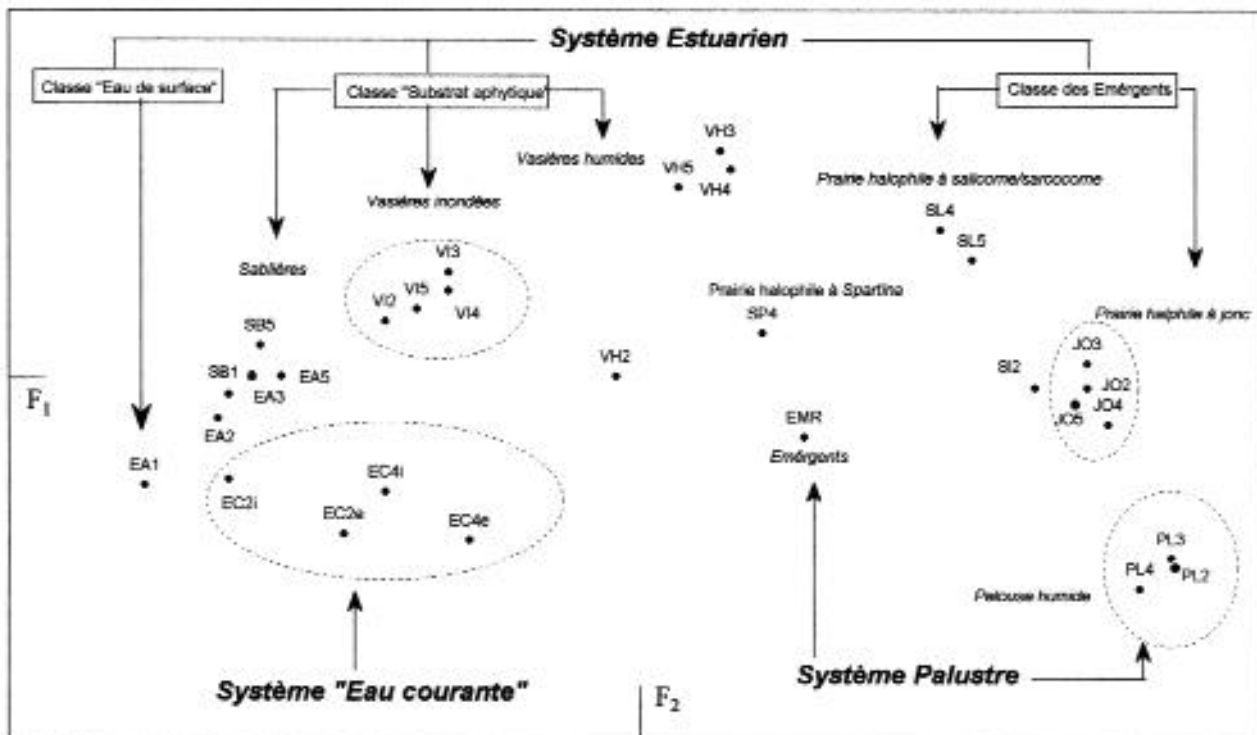 Système Estuarien
Classe "Eau de surface"
Classe "Substrat aphytique"
Classe des Emérgents
Vasières humides
VH3
VH5
VH4
Prairie halophile à salicorne/sarcocorne
SL4
SL5
Vasières inondées
VI3
VI5
VI2
VI4
Sablières
Prairie halophile à Spartina
SP4
Prairie halphile à jonc
SB5
SB1
EA5
EA3
EA2
VH2
SI2
JO3
JO2
JO5
JO4
F1
EA1
EC2i
EC4i
EC2e
EC4e
EMR
Emérgents
PL3
PL4
PL2
Pelouse humide
Système "Eau courante"
Système Palustre
F2